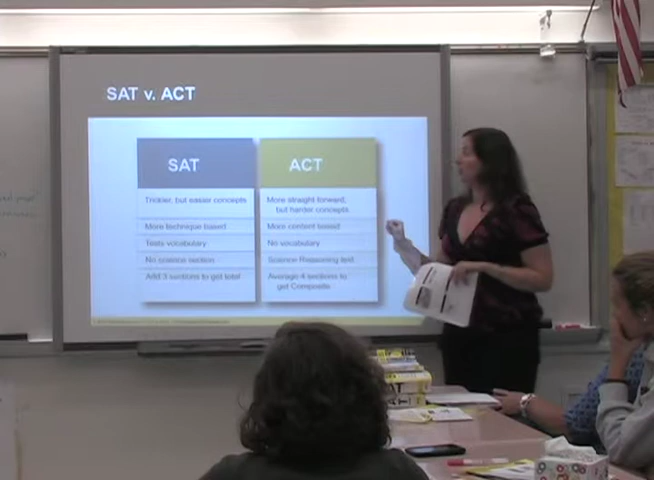 SAT v. ACT
SAT
ACT
Trickier, but easier concepts
More straight forward,
but harder concepts
More technique based
More content based
Tests vocabulary
No vocabulary
No science section
Science Reasoning test
Add 3 sections to get total
Average 4 sections to
get Composite
SAT